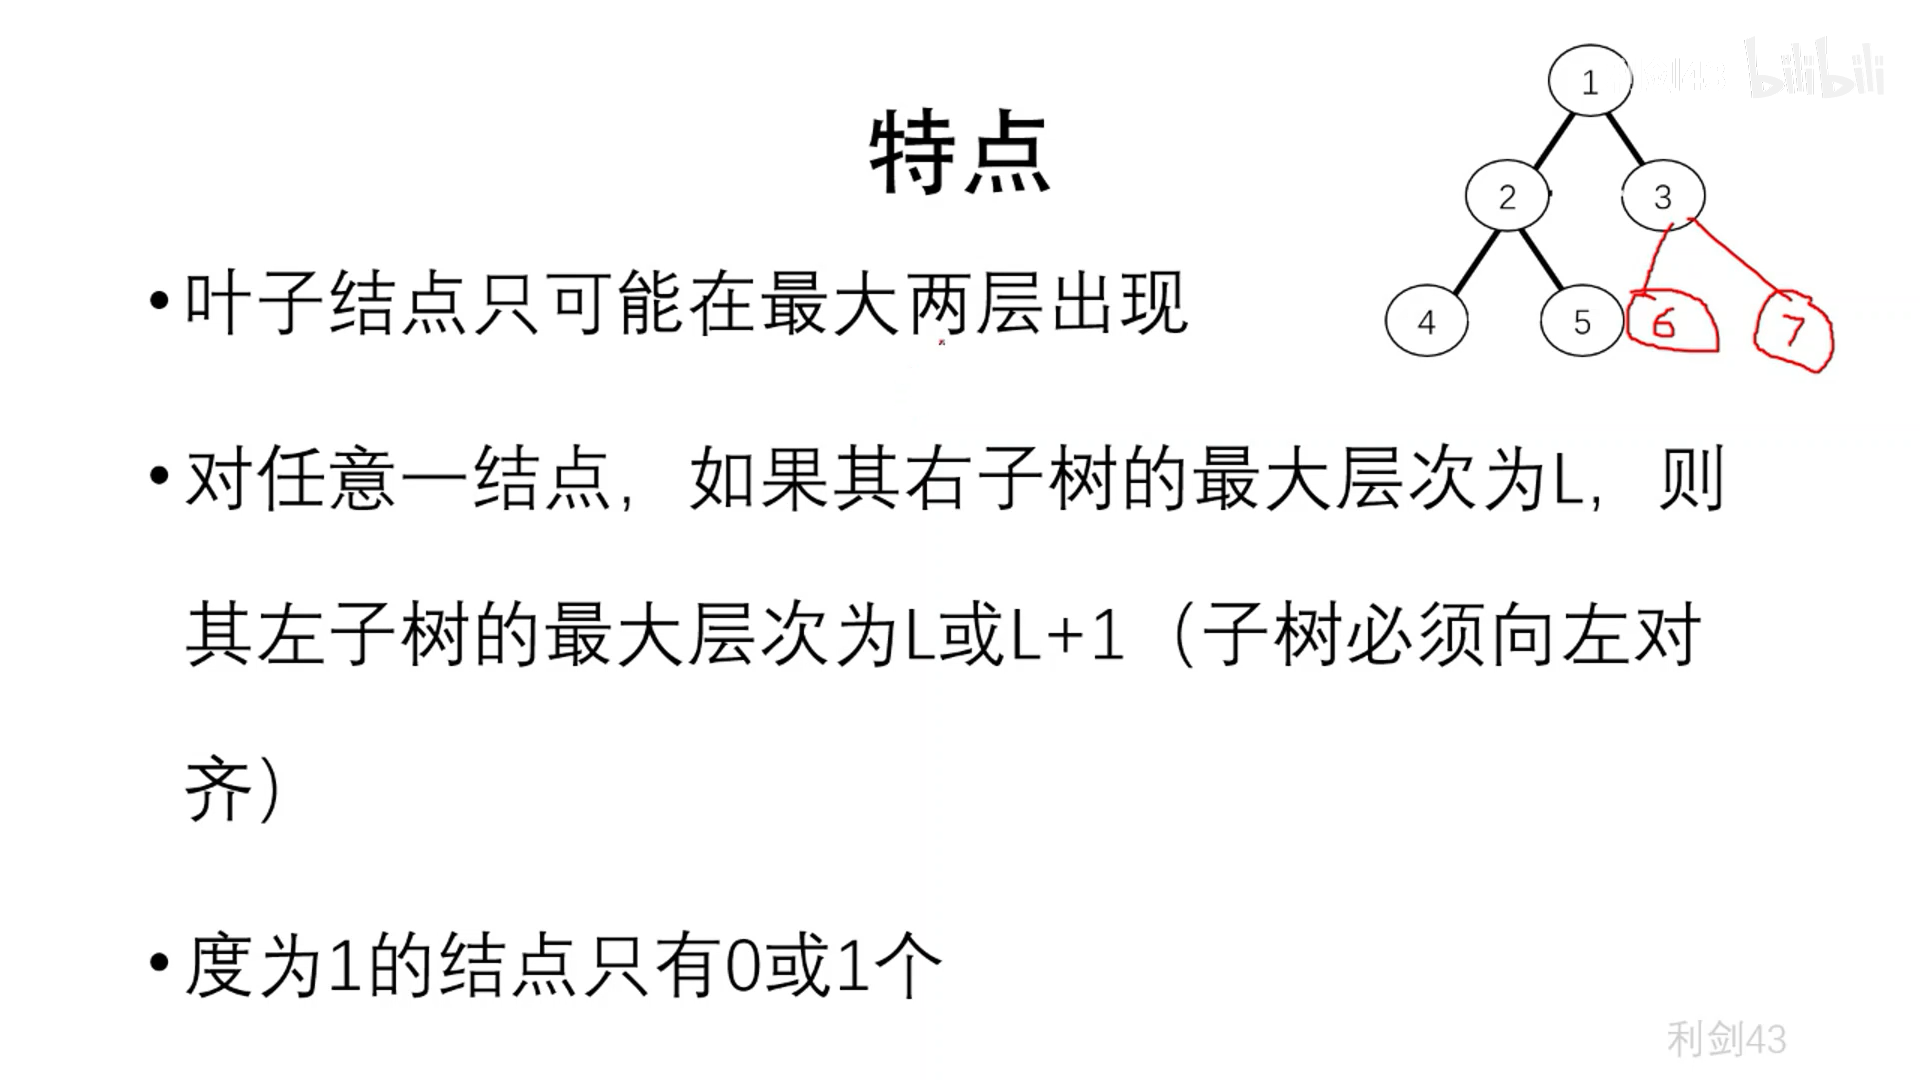 特点
• 叶子结点只可能在最大两层出现
• 对任意一结点，如果其右子树的最大层次为L，则
其左子树的最大层次为L或L+1（子树必须向左对
齐）
• 度为1的结点只有0或1个
1
2 3
4 5 6 7
bilibili
利剑43